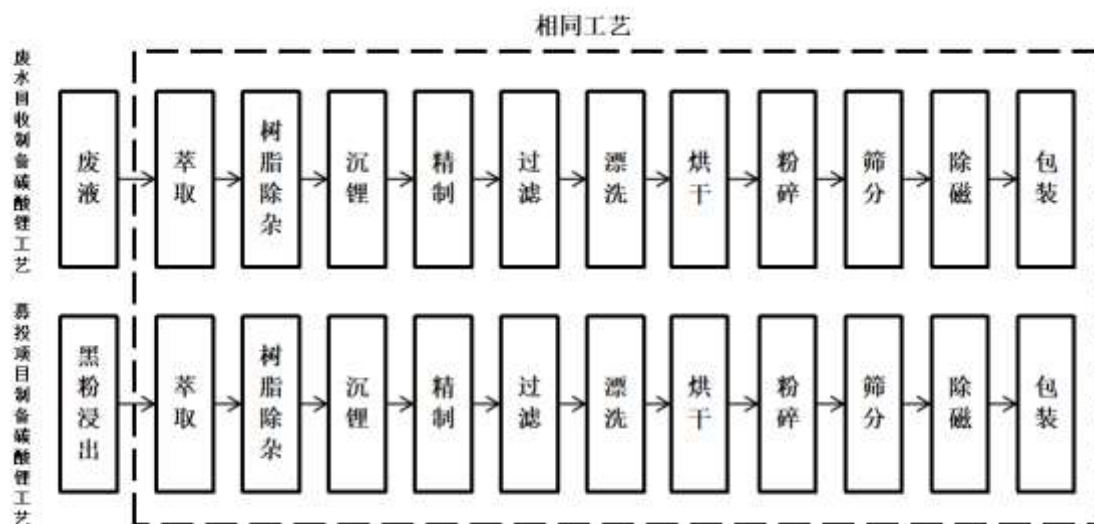 相同工艺
废水回收制备碳酸锂工艺
废液
萃取
树脂除杂
沉锂
精制
过滤
漂洗
烘干
粉碎
筛分
除磁
包装
募投项目制备碳酸锂工艺
黑粉浸出
萃取
树脂除杂
沉锂
精制
过滤
漂洗
烘干
粉碎
筛分
除磁
包装